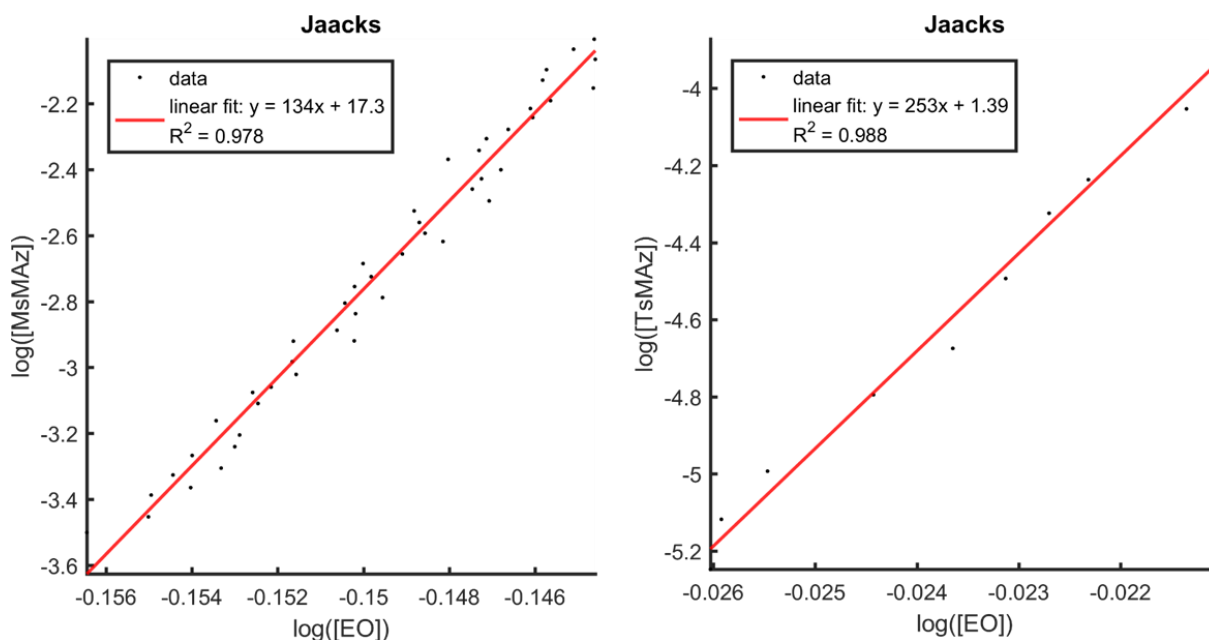 Jaacks
data
linear fit: y = 134x + 17.3
R² = 0.978
-2.2
-2.4
-2.6
-2.8
-3
-3.2
-3.4
-3.6
log([MsMAz])
-0.156
-0.154
-0.152
-0.15
-0.148
-0.146
log([EO])
Jaacks
data
linear fit: y = 253x + 1.39
R² = 0.988
-4
-4.2
-4.4
-4.6
-4.8
-5
-5.2
log([TsMAz])
-0.026
-0.025
-0.024
-0.023
-0.022
log([EO])